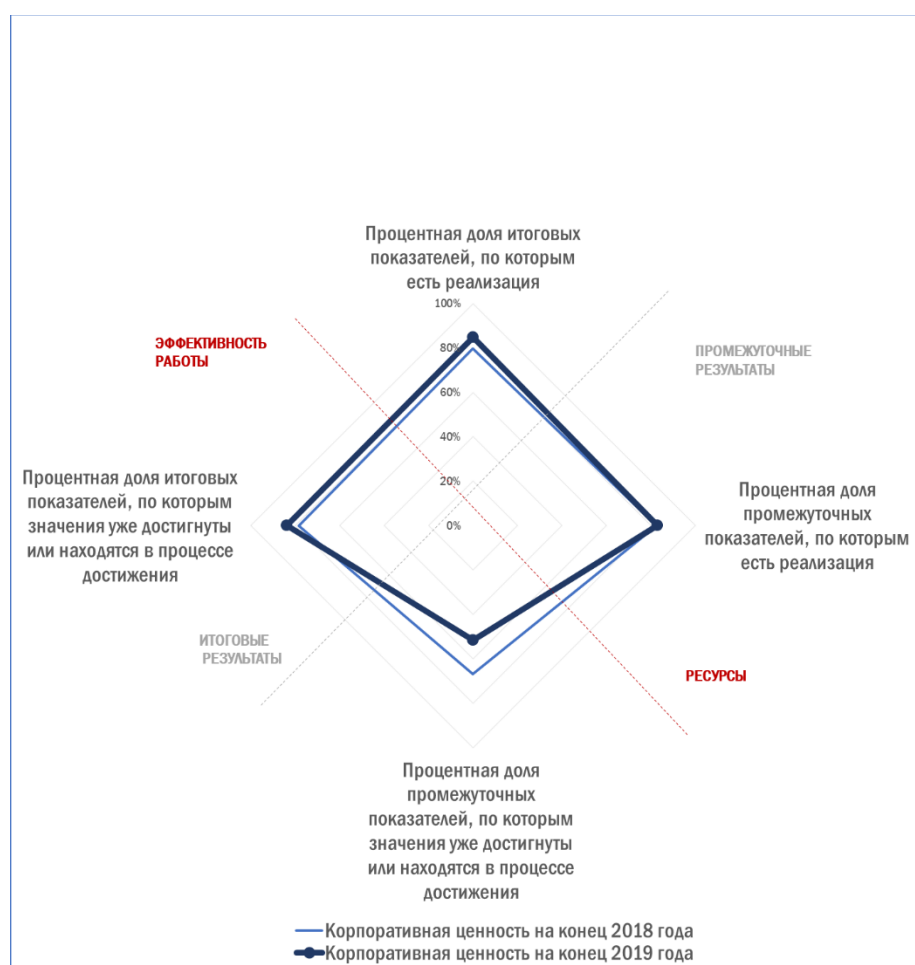 Процентная доля итоговых
показателей, по которым
есть реализация
100%
ЭФФЕКТИВНОСТЬ
РАБОТЫ
80%
ПРОМЕЖУТОЧНЫЕ
РЕЗУЛЬТАТЫ
60%
40%
20%
0%
Процентная доля итоговых
показателей, по которым
значения уже достигнуты
или находятся в процессе
достижения
Процентная доля
промежуточных
показателей, по которым
есть реализация
ИТОГОВЫЕ
РЕЗУЛЬТАТЫ
РЕСУРСЫ
Процентная доля
промежуточных
показателей, по которым
значения уже достигнуты
или находятся в процессе
достижения
Корпоративная ценность на конец 2018 года
Корпоративная ценность на конец 2019 года